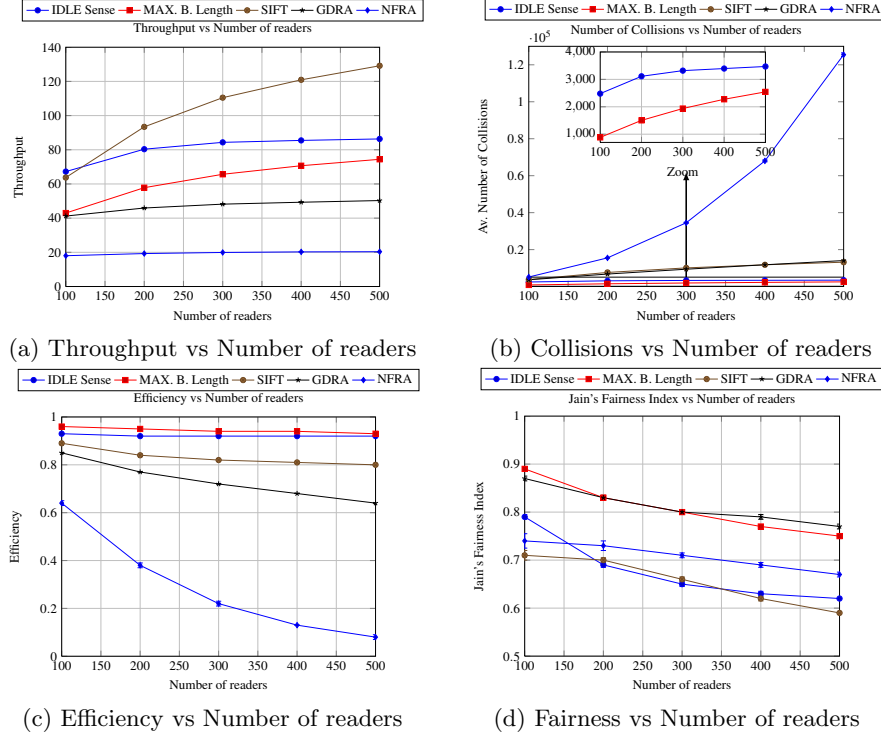 IDLE Sense MAX. B. Length SIFT GDRA NFRA
Throughput vs Number of readers
140
120
100
80
60
40
20
0
Throughput
100 150 200 250 300 350 400 450 500
Number of readers
(a) Throughput vs Number of readers
IDLE Sense MAX. B. Length SIFT GDRA NFRA
Number of Collisions vs Number of readers
·10⁵
1.2
1
0.8
0.6
0.4
0.2
Av. Number of Collisions
4,000
3,000
2,000
1,000
100 200 300 400 500
Zoom
100 200 300 400 500
Number of readers
(b) Collisions vs Number of readers
IDLE Sense MAX. B. Length SIFT GDRA NFRA
Efficiency vs Number of readers
1
0.8
0.6
0.4
0.2
0
Efficiency
100 150 200 250 300 350 400 450 500
Number of readers
(c) Efficiency vs Number of readers
IDLE Sense MAX. B. Length SIFT GDRA NFRA
Jain's Fairness Index vs Number of readers
1
0.9
0.8
0.7
0.6
0.5
Jain's Fairness Index
100 150 200 250 300 350 400 450 500
Number of readers
(d) Fairness vs Number of readers